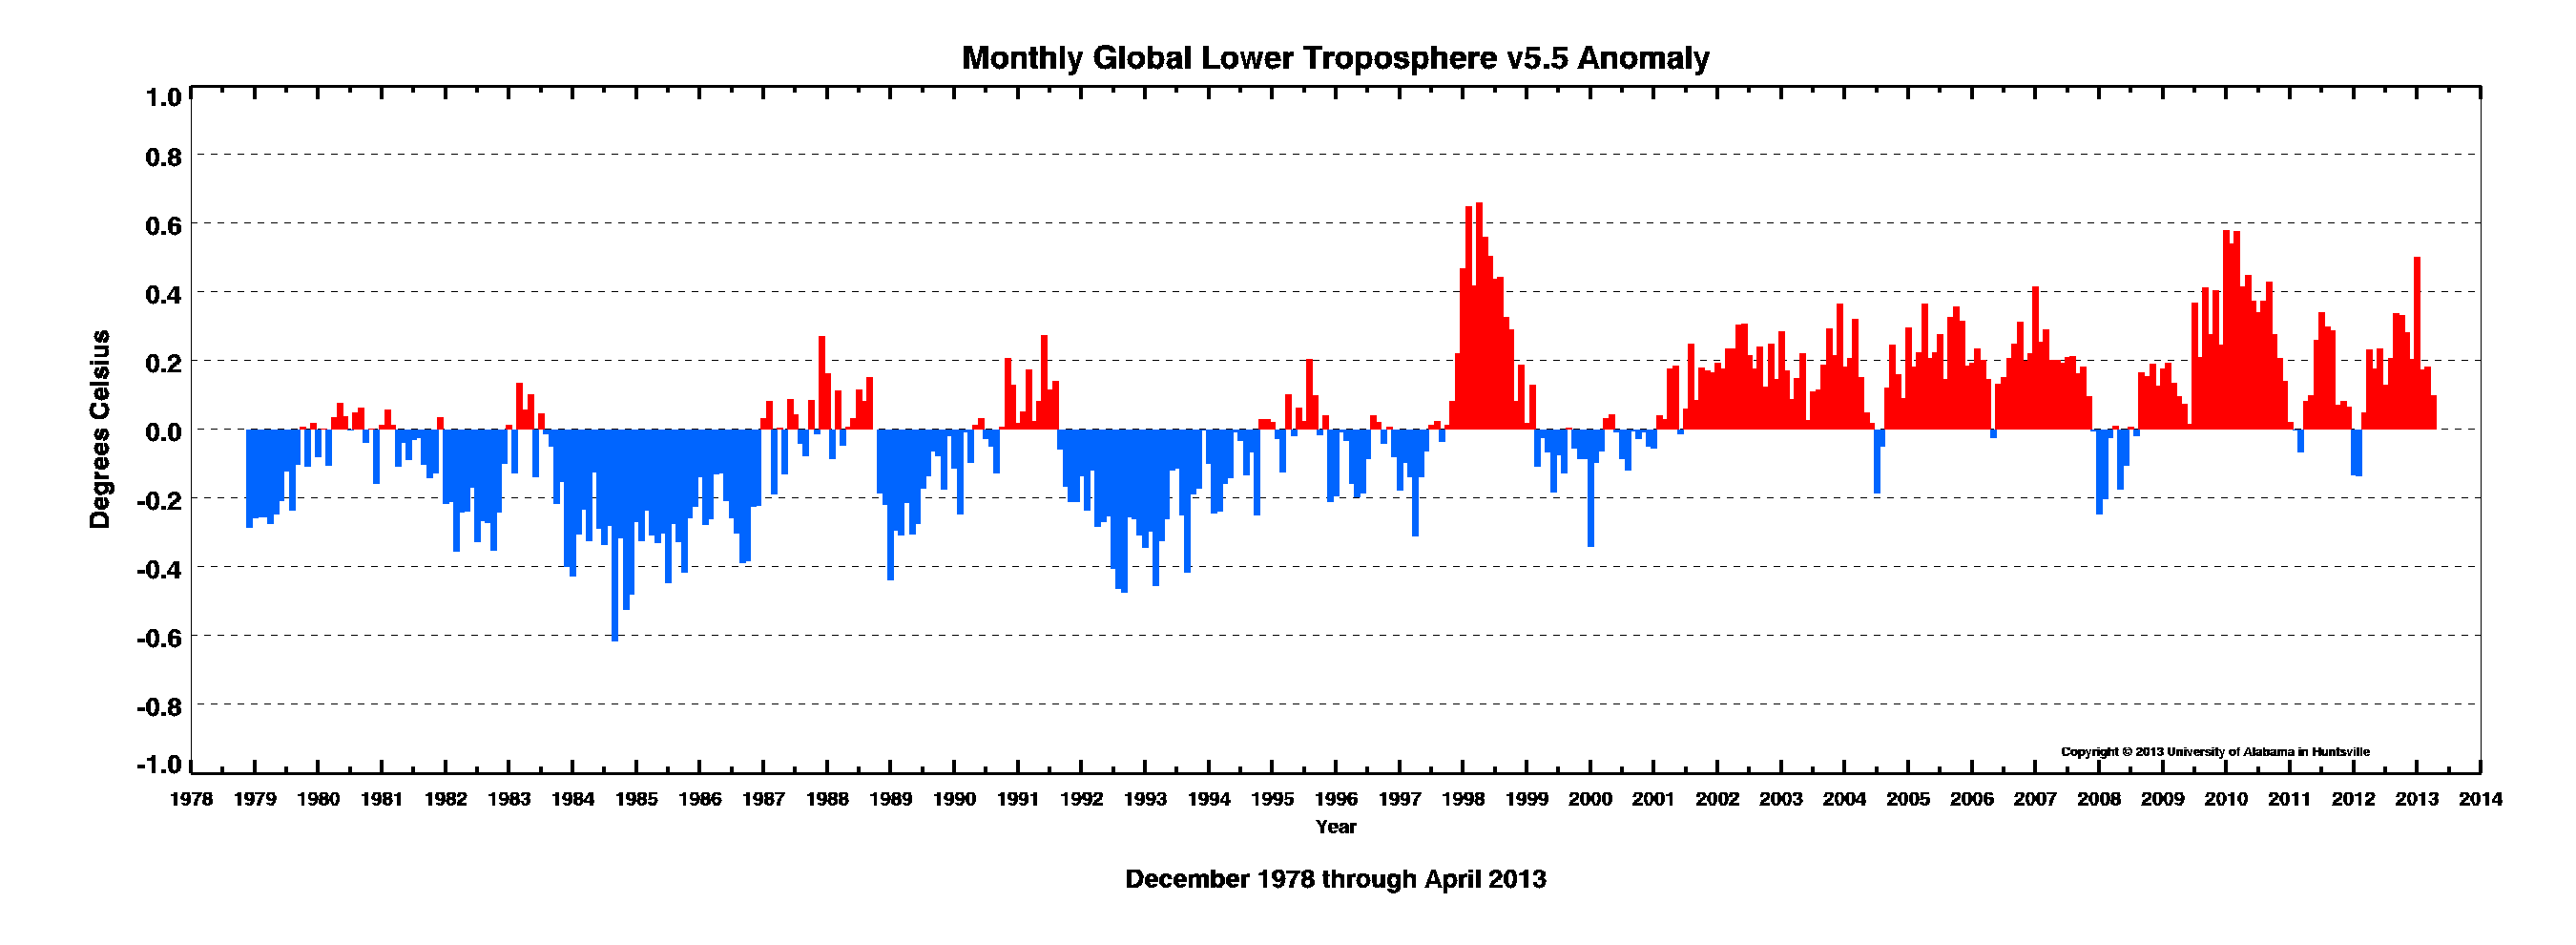 Monthly Global Lower Troposphere v5.5 Anomaly
1.0
0.8
0.6
0.4
0.2
0.0
-0.2
-0.4
-0.6
-0.8
-1.0
Degrees Celsius
Copyright © 2013 University of Alabama in Huntsville
1978 1979 1980 1981 1982 1983 1984 1985 1986 1987 1988 1989 1990 1991 1992 1993 1994 1995 1996 1997 1998 1999 2000 2001 2002 2003 2004 2005 2006 2007 2008 2009 2010 2011 2012 2013 2014
Year
December 1978 through April 2013